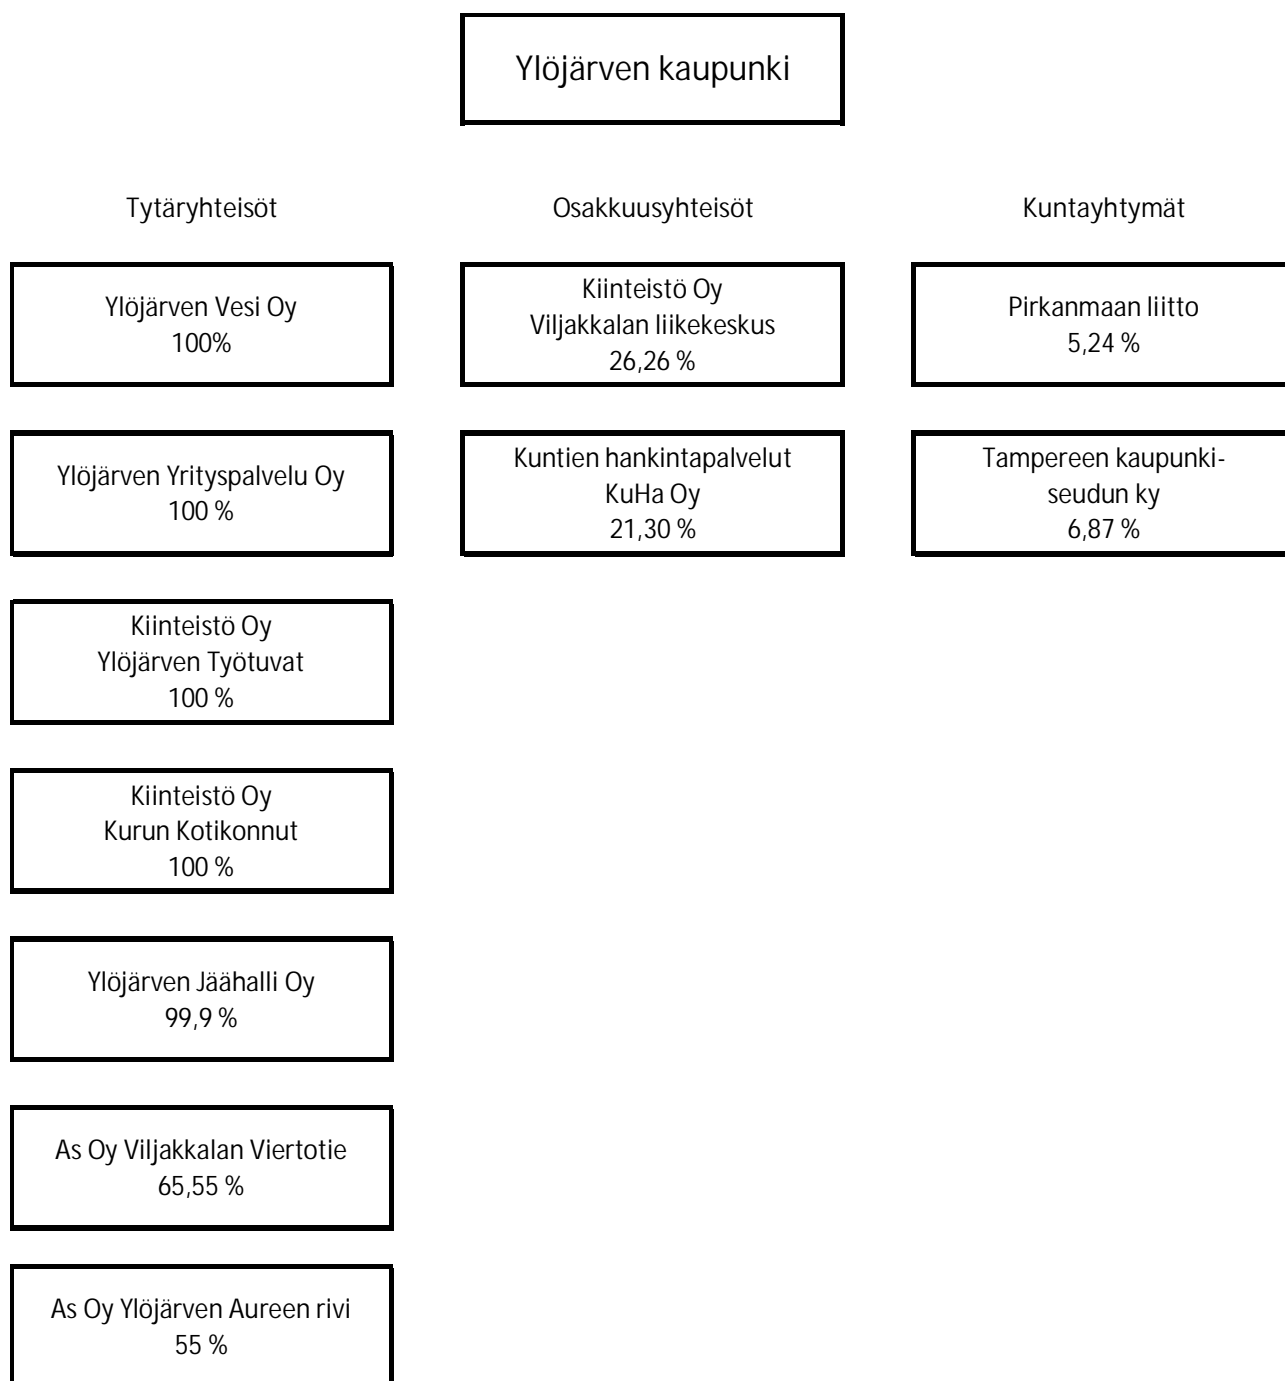 Ylöjärven kaupunki
Tytäryhteisöt
Osakkuusyhteisöt
Kuntayhtymät
Ylöjärven Vesi Oy
100%
Kiinteistö Oy
Viljakkalan liikekeskus
26,26 %
Pirkanmaan liitto
5,24 %
Ylöjärven Yrityspalvelu Oy
100 %
Kuntien hankintapalvelut
KuHa Oy
21,30 %
Tampereen kaupunki-
seudun ky
6,87 %
Kiinteistö Oy
Ylöjärven Työtuvat
100 %
Kiinteistö Oy
Kurun Kotikonnut
100 %
Ylöjärven Jäähalli Oy
99,9 %
As Oy Viljakkalan Viertotie
65,55 %
As Oy Ylöjärven Aureen rivi
55 %